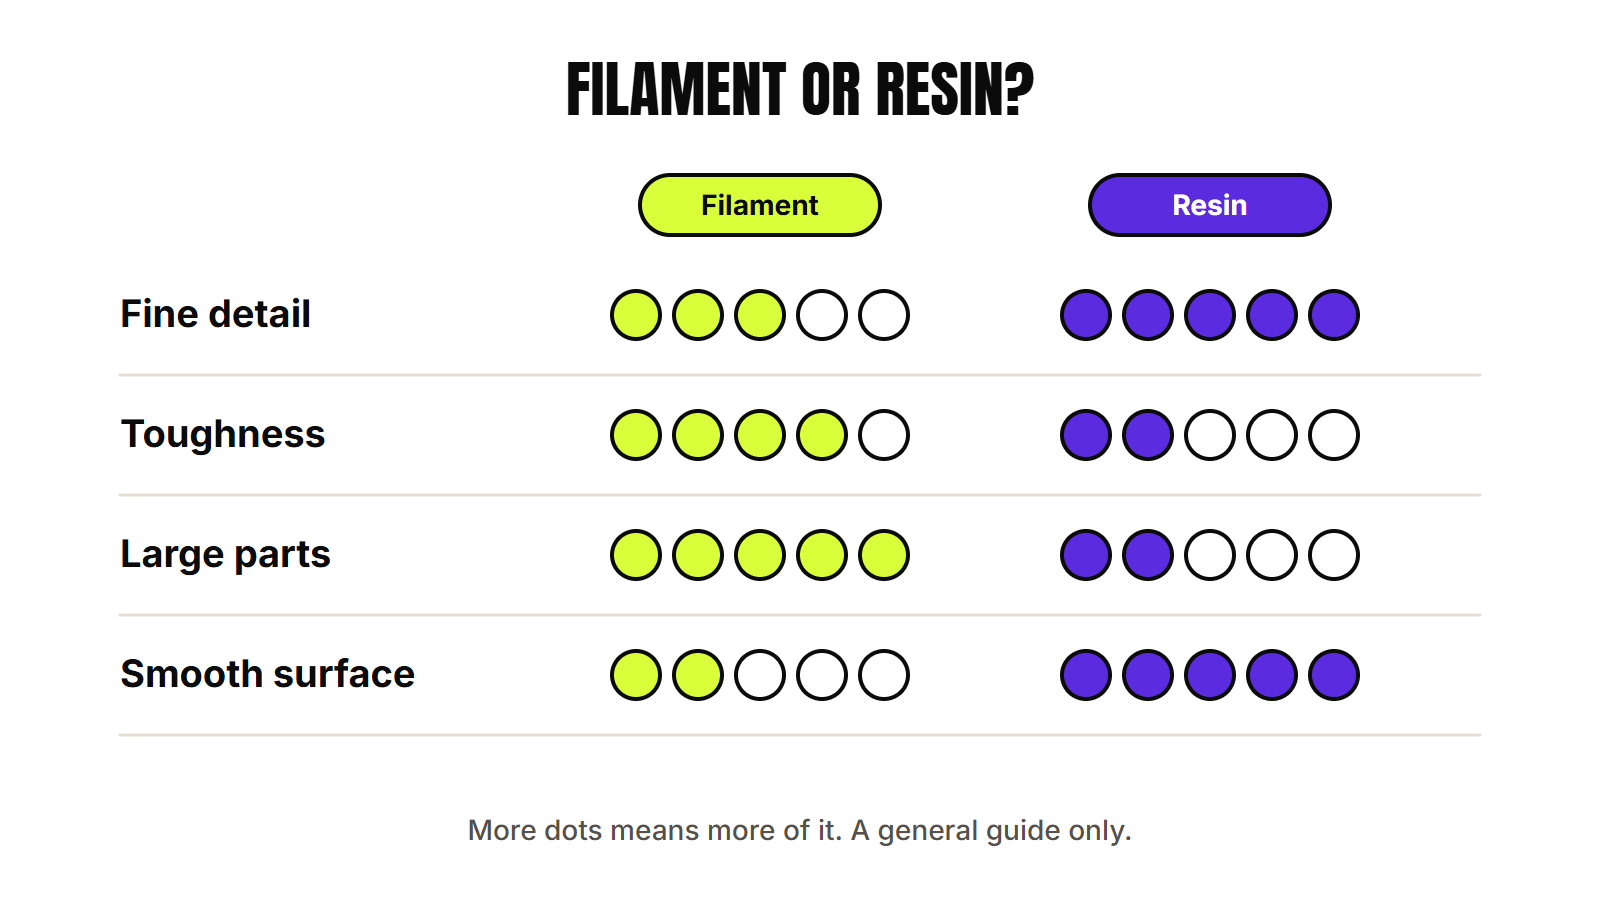 FILAMENT OR RESIN?
Filament
Resin
Fine detail
Toughness
Large parts
Smooth surface
More dots means more of it. A general guide only.